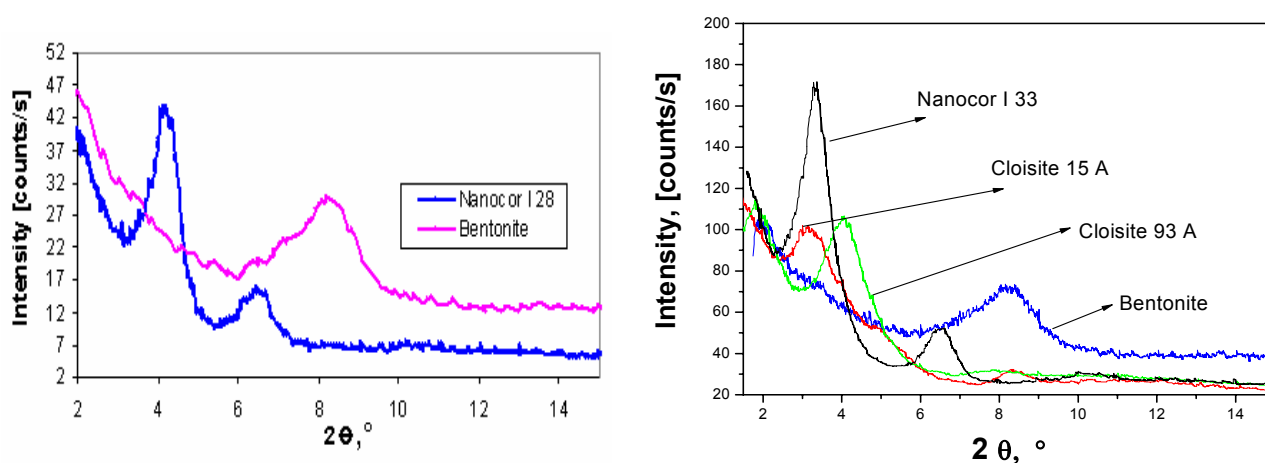 Intensity [counts/s]
52
47
42
37
32
27
22
17
12
7
2
Nanocor I 28
Bentonite
2 4 6 8 10 12 14
2Θ,°
Intensity, [counts/s]
200
180
160
140
120
100
80
60
40
20
Nanocor I 33
Cloisite 15 A
Cloisite 93 A
Bentonite
2 4 6 8 10 12 14
2 θ, °